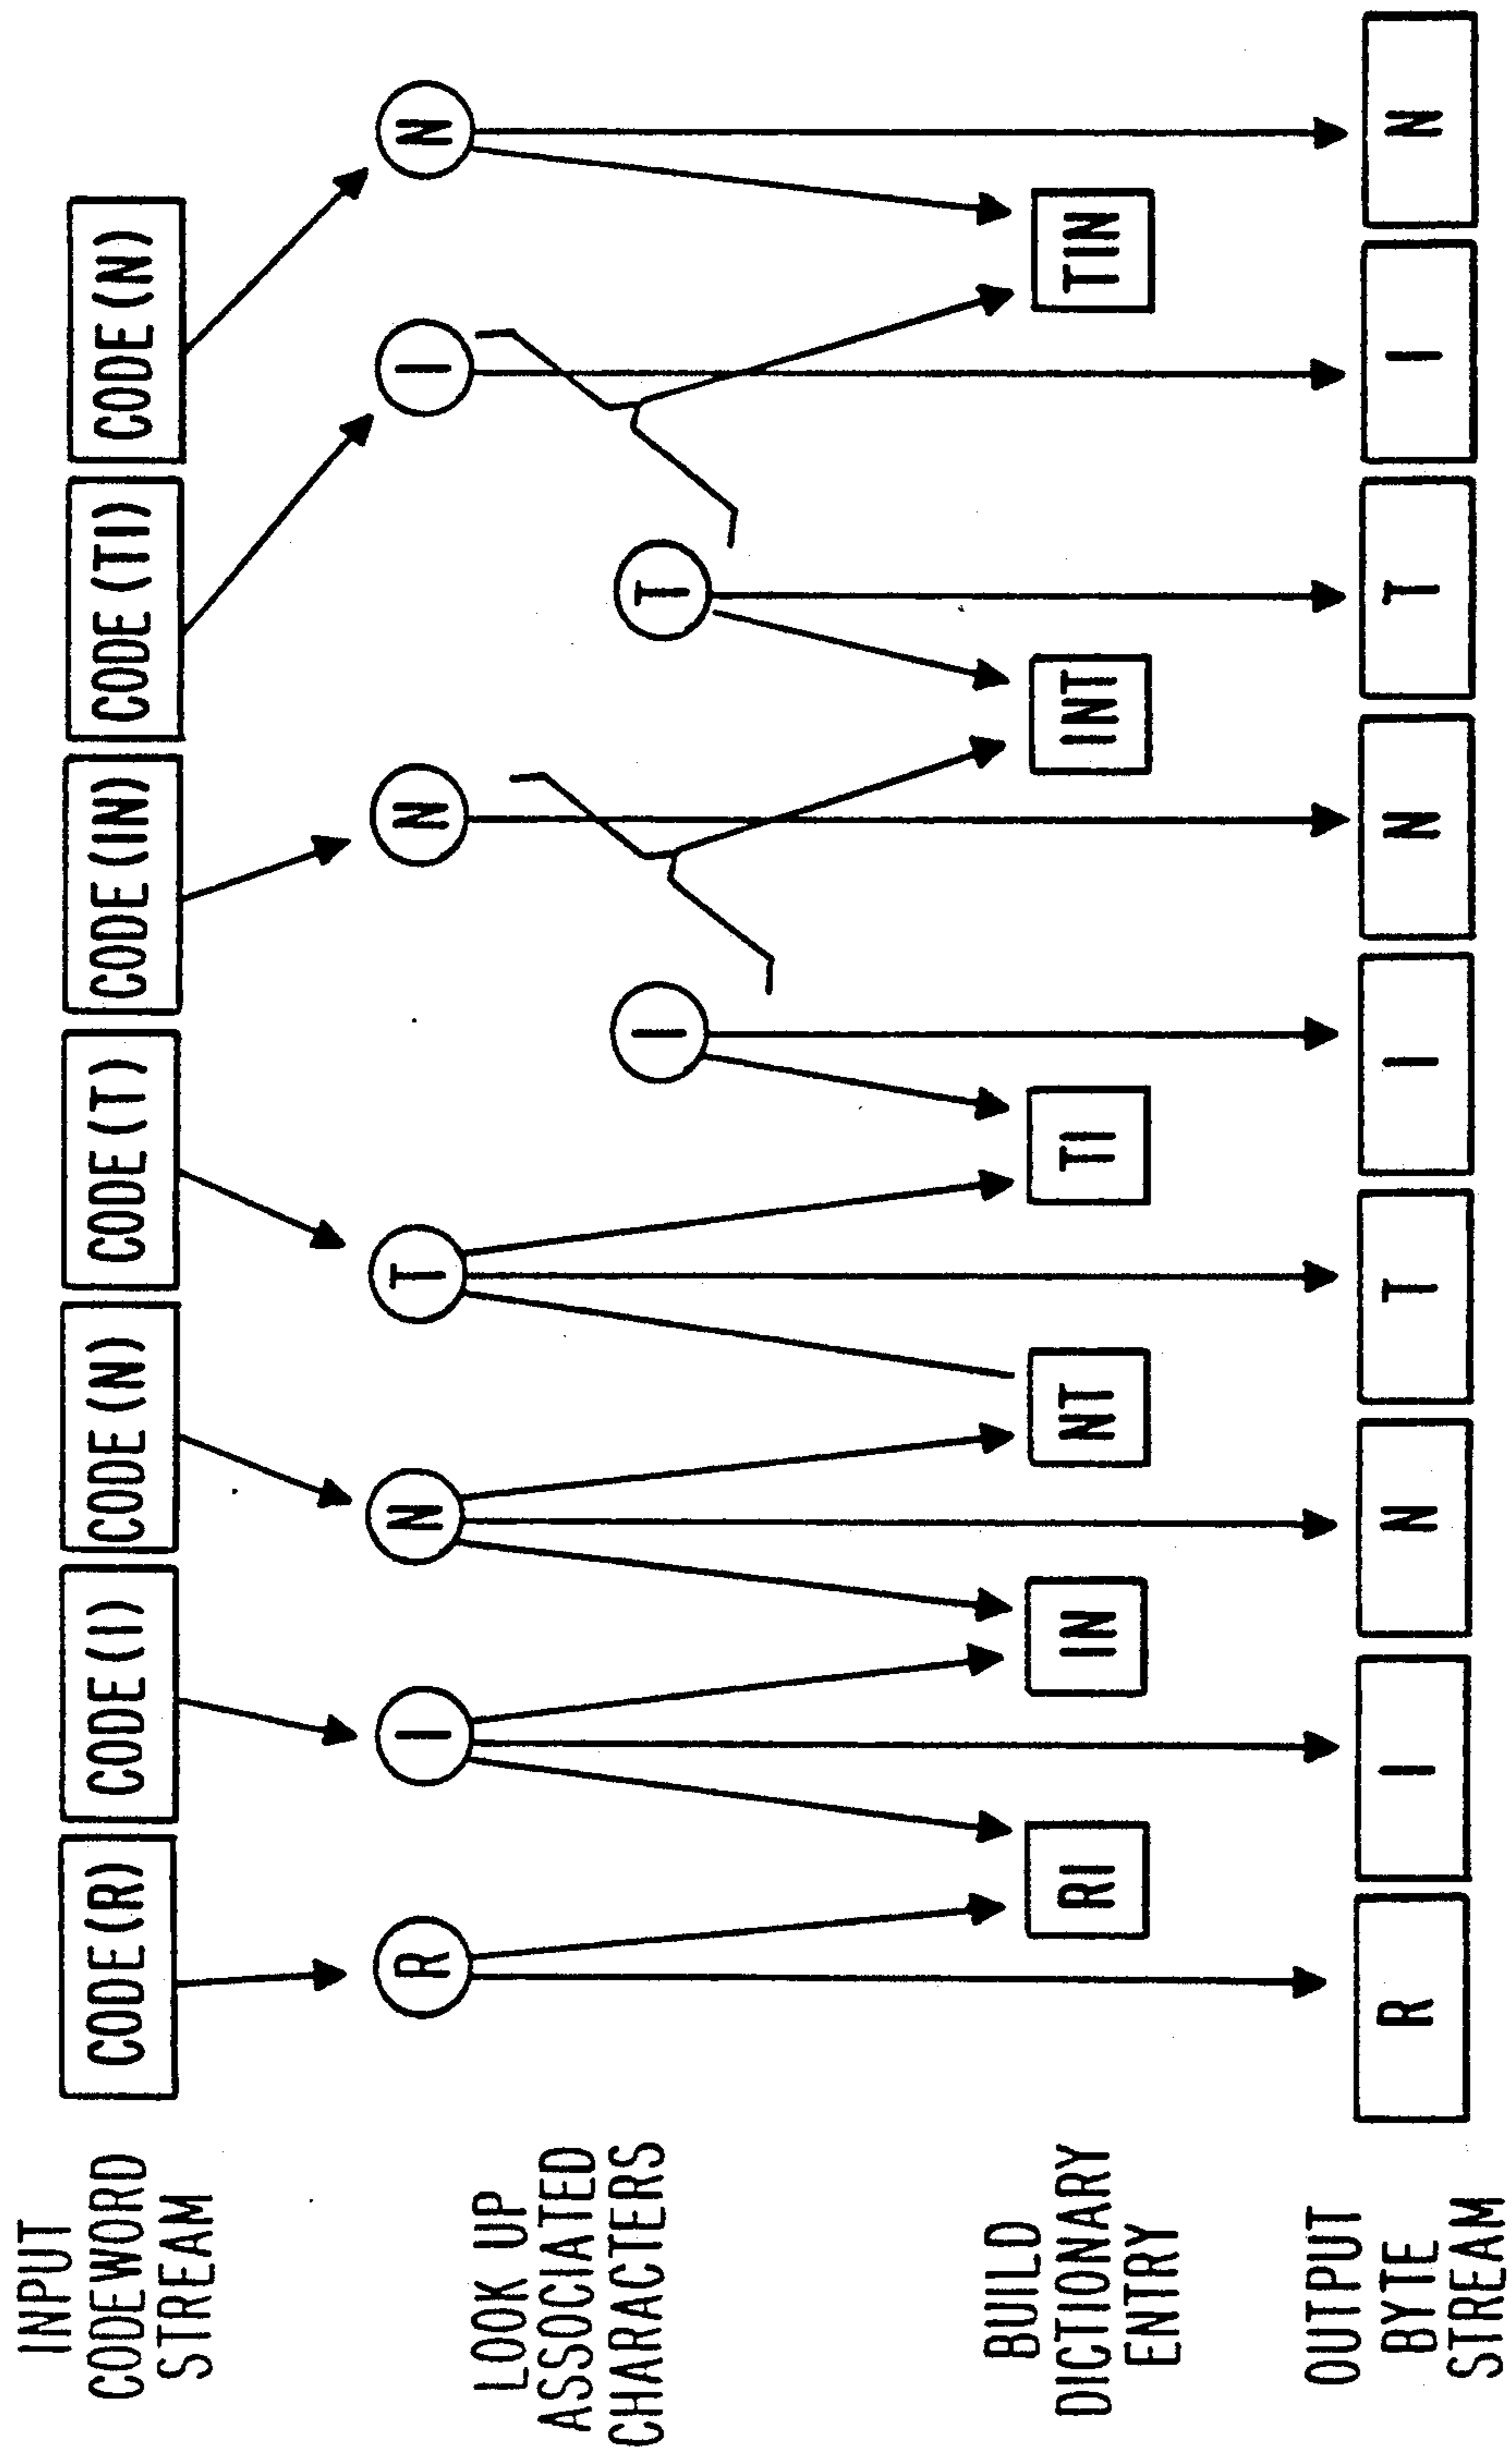 INPUT
CODEWORD
STREAM
CODE(R) CODE(I) CODE(N) CODE(T) CODE(IN) CODE(TI) CODE(N)
LOOK UP
ASSOCIATED
CHARACTERS
R I N T I N T I N
BUILD
DICTIONARY
ENTRY
RI IN NT TI INT TIN
OUTPUT
BYTE
STREAM
R I N T I N T I N